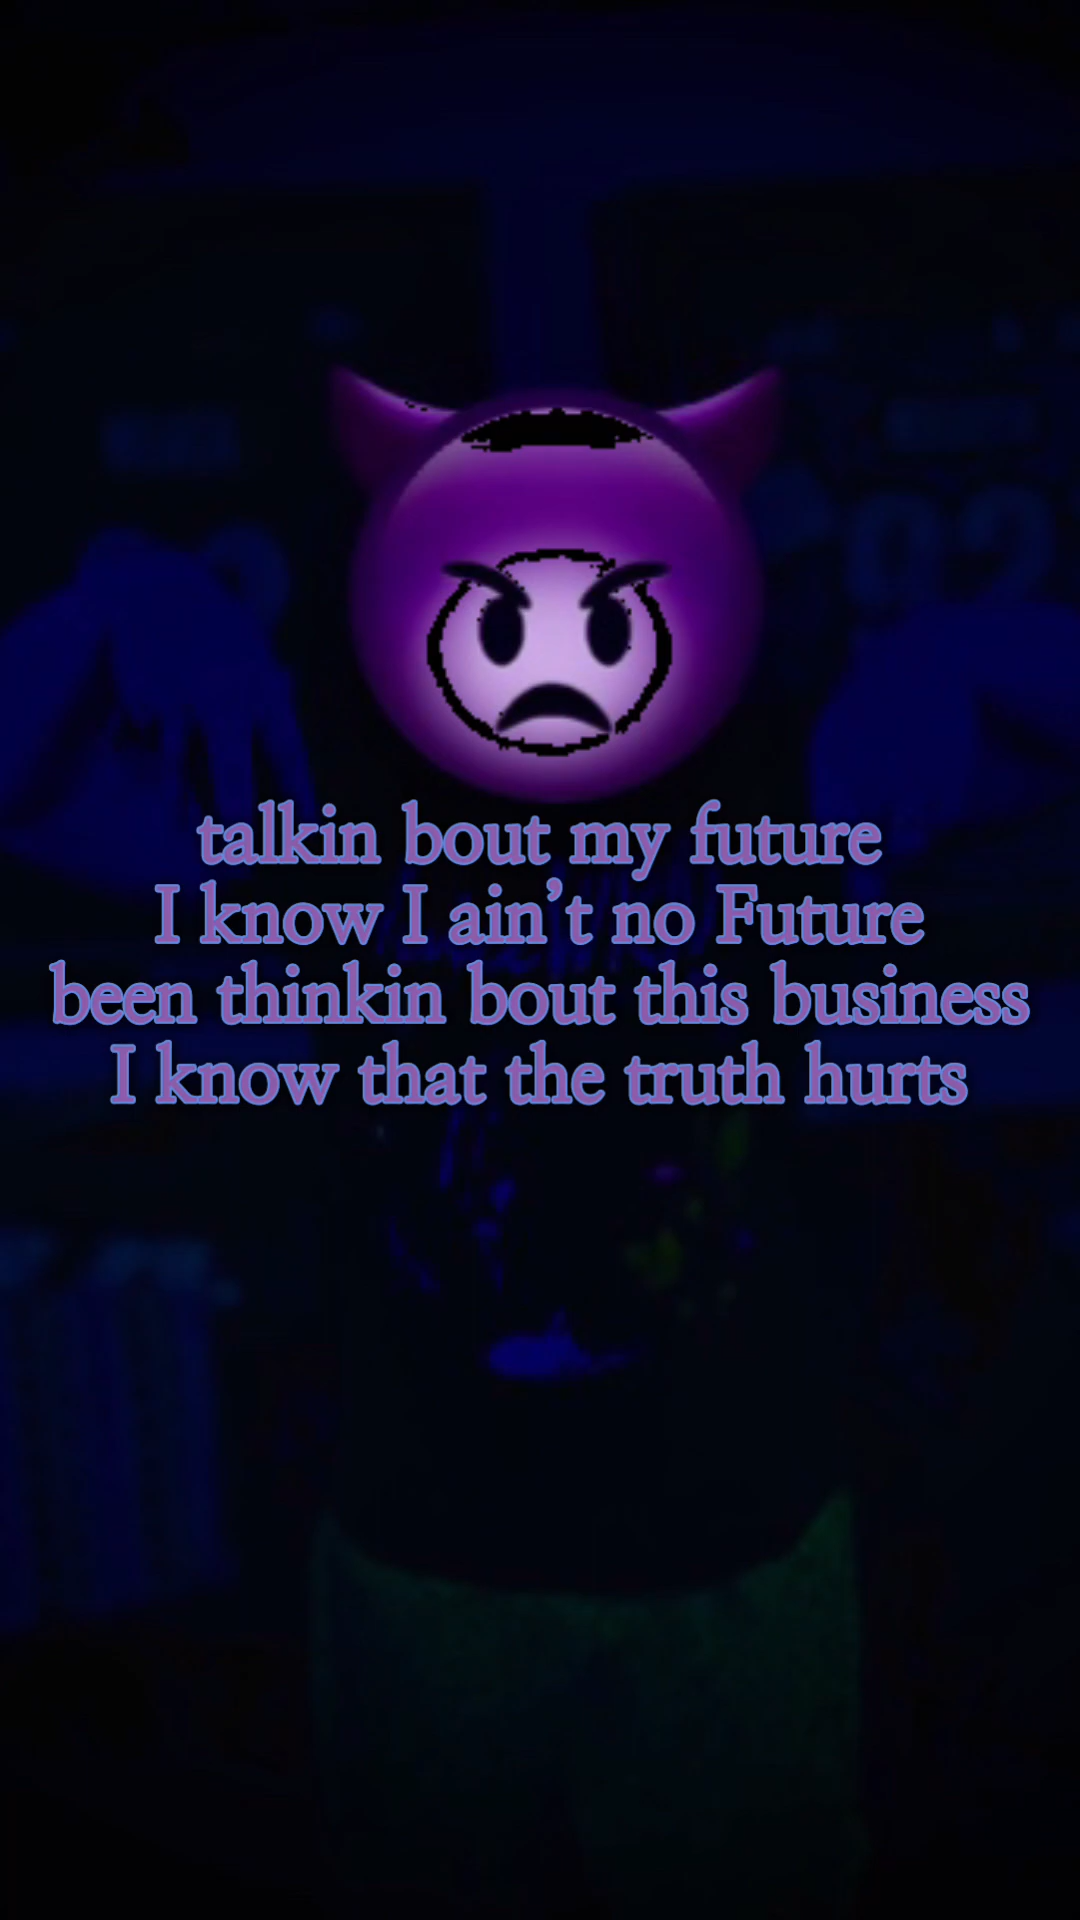 talkin bout my future
I know I ain’t no Future
been thinkin bout this business
I know that the truth hurts